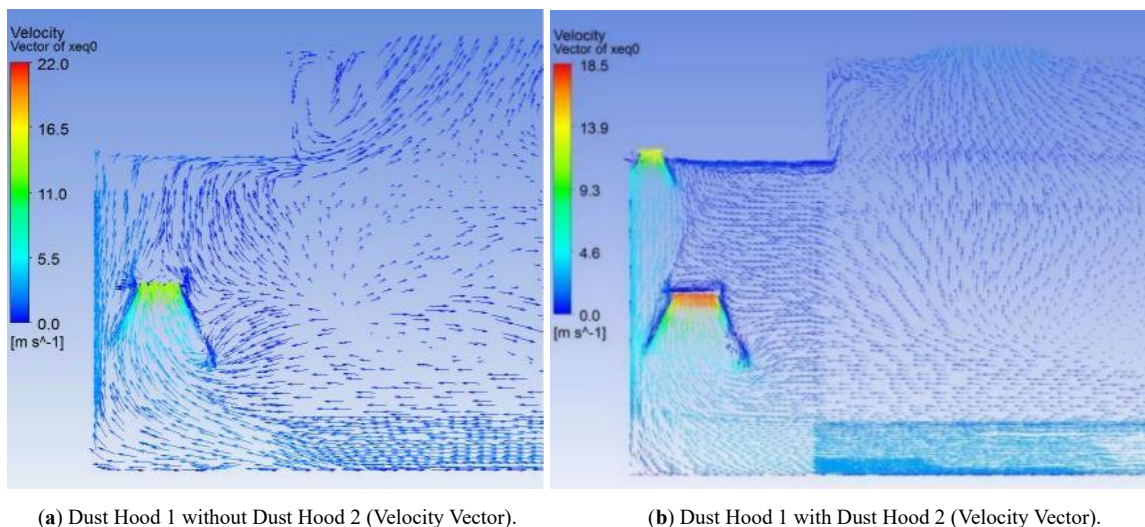 Velocity
Vector of xeq0
22.0
16.5
11.0
5.5
0.0
[m s^-1]
Velocity
Vector of xeq0
18.5
13.9
9.3
4.6
0.0
[m s^-1]
(a) Dust Hood 1 without Dust Hood 2 (Velocity Vector).
(b) Dust Hood 1 with Dust Hood 2 (Velocity Vector).